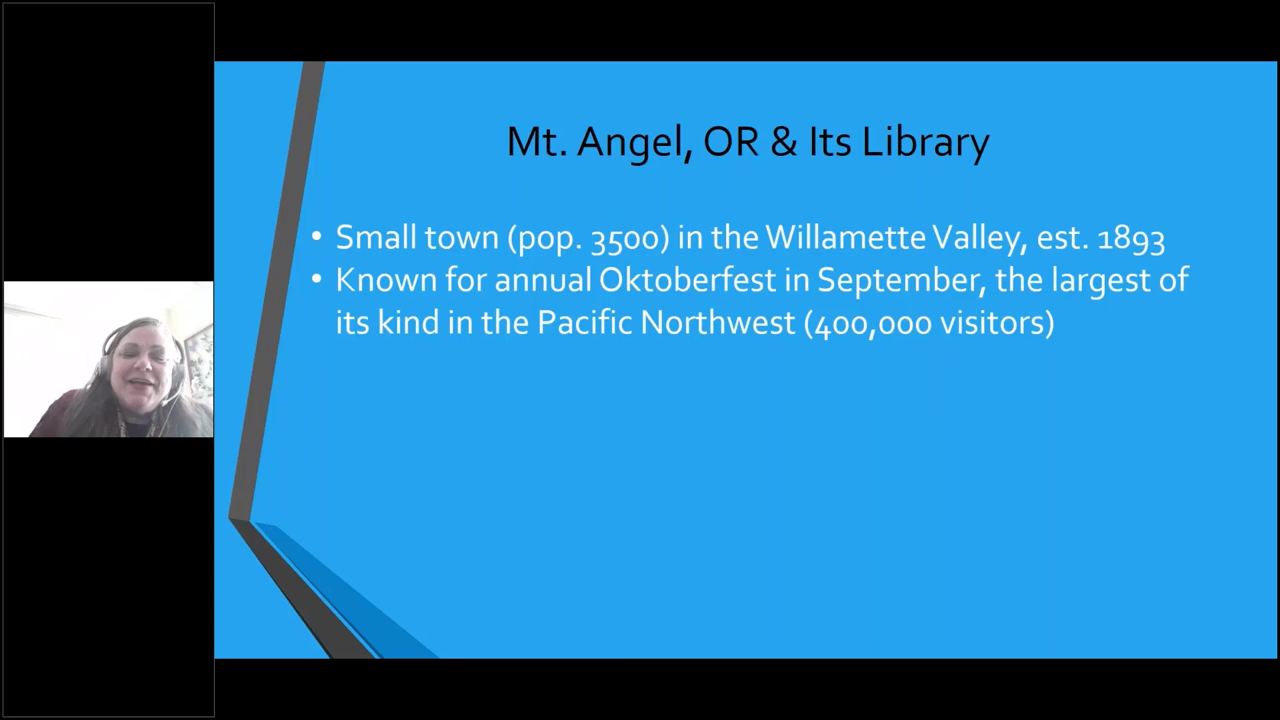 Mt. Angel, OR & Its Library
• Small town (pop. 3500) in the Willamette Valley, est. 1893
• Known for annual Oktoberfest in September, the largest of
its kind in the Pacific Northwest (400,000 visitors)